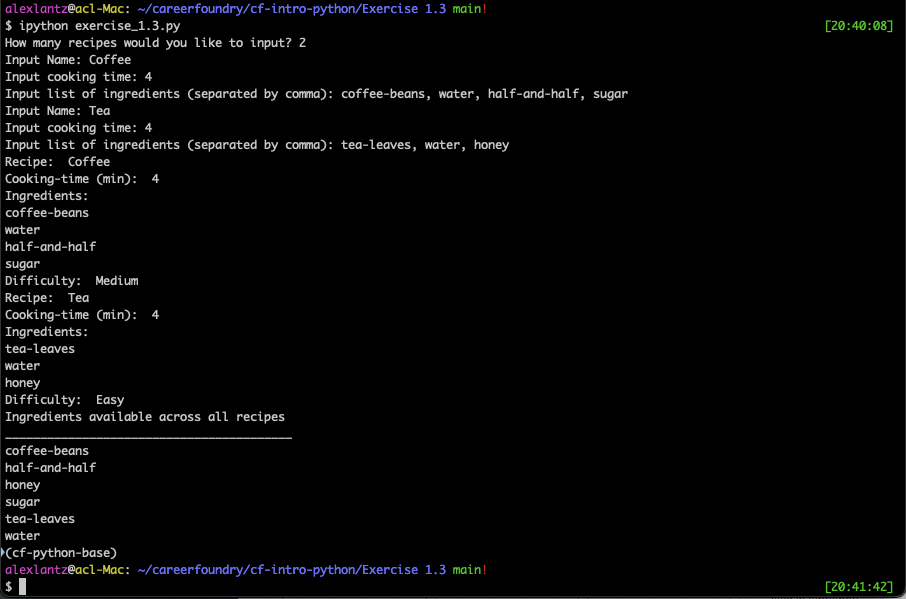 alexlantz@acl-Mac: ~/careerfoundry/cf-intro-python/Exercise 1.3 main!
$ ipython exercise_1.3.py [20:40:08]
How many recipes would you like to input? 2
Input Name: Coffee
Input cooking time: 4
Input list of ingredients (separated by comma): coffee-beans, water, half-and-half, sugar
Input Name: Tea
Input cooking time: 4
Input list of ingredients (separated by comma): tea-leaves, water, honey
Recipe:  Coffee
Cooking-time (min):  4
Ingredients:
coffee-beans
water
half-and-half
sugar
Difficulty:  Medium
Recipe:  Tea
Cooking-time (min):  4
Ingredients:
tea-leaves
water
honey
Difficulty:  Easy
Ingredients available across all recipes
_________________________________________
coffee-beans
half-and-half
honey
sugar
tea-leaves
water
(cf-python-base)
alexlantz@acl-Mac: ~/careerfoundry/cf-intro-python/Exercise 1.3 main!
$ [20:41:42]